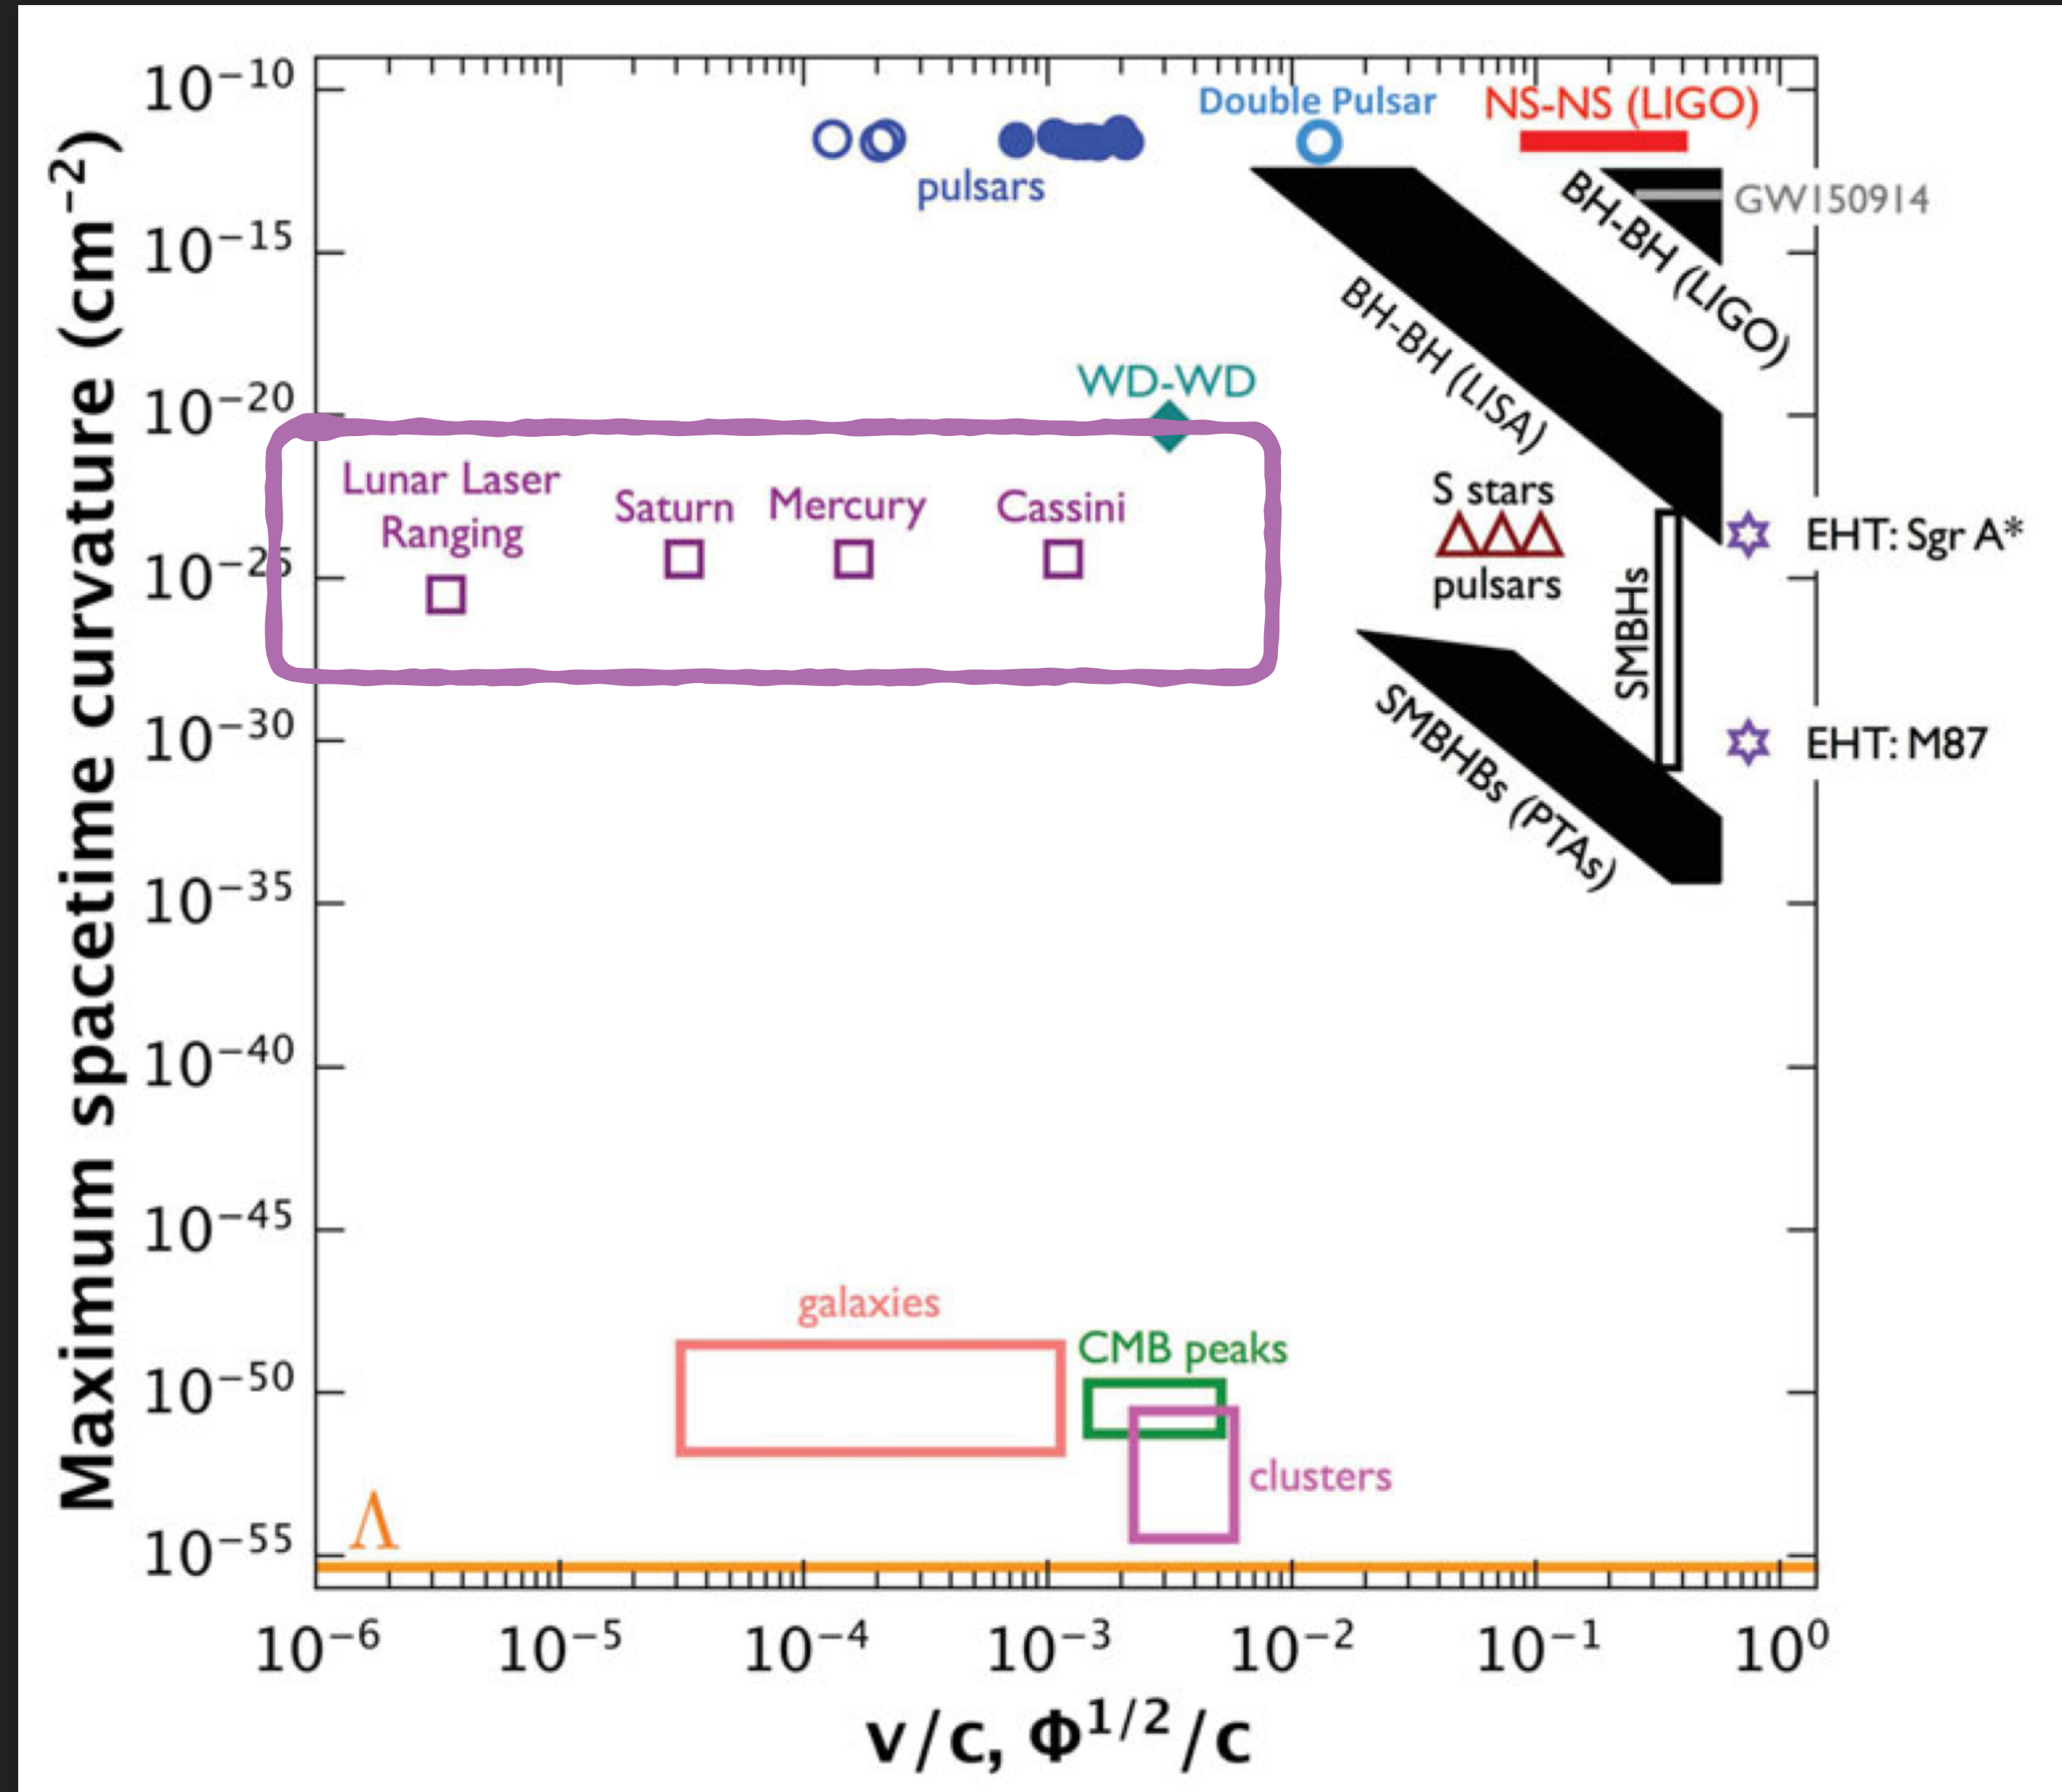 Maximum spacetime curvature (cm⁻²)
10⁻¹⁰
10⁻¹⁵
10⁻²⁰
10⁻²⁵
10⁻³⁰
10⁻³⁵
10⁻⁴⁰
10⁻⁴⁵
10⁻⁵⁰
10⁻⁵⁵
Double Pulsar
NS-NS (LIGO)
pulsars
GW150914
BH-BH (LIGO)
BH-BH (LISA)
WD-WD
Lunar Laser
Ranging
Saturn
Mercury
Cassini
S stars
pulsars
SMBHs
EHT: Sgr A*
EHT: M87
SMBHBs (PTAs)
galaxies
CMB peaks
clusters
Λ
10⁻⁶
10⁻⁵
10⁻⁴
10⁻³
10⁻²
10⁻¹
10⁰
v/c, Φ¹ᐟ²/c